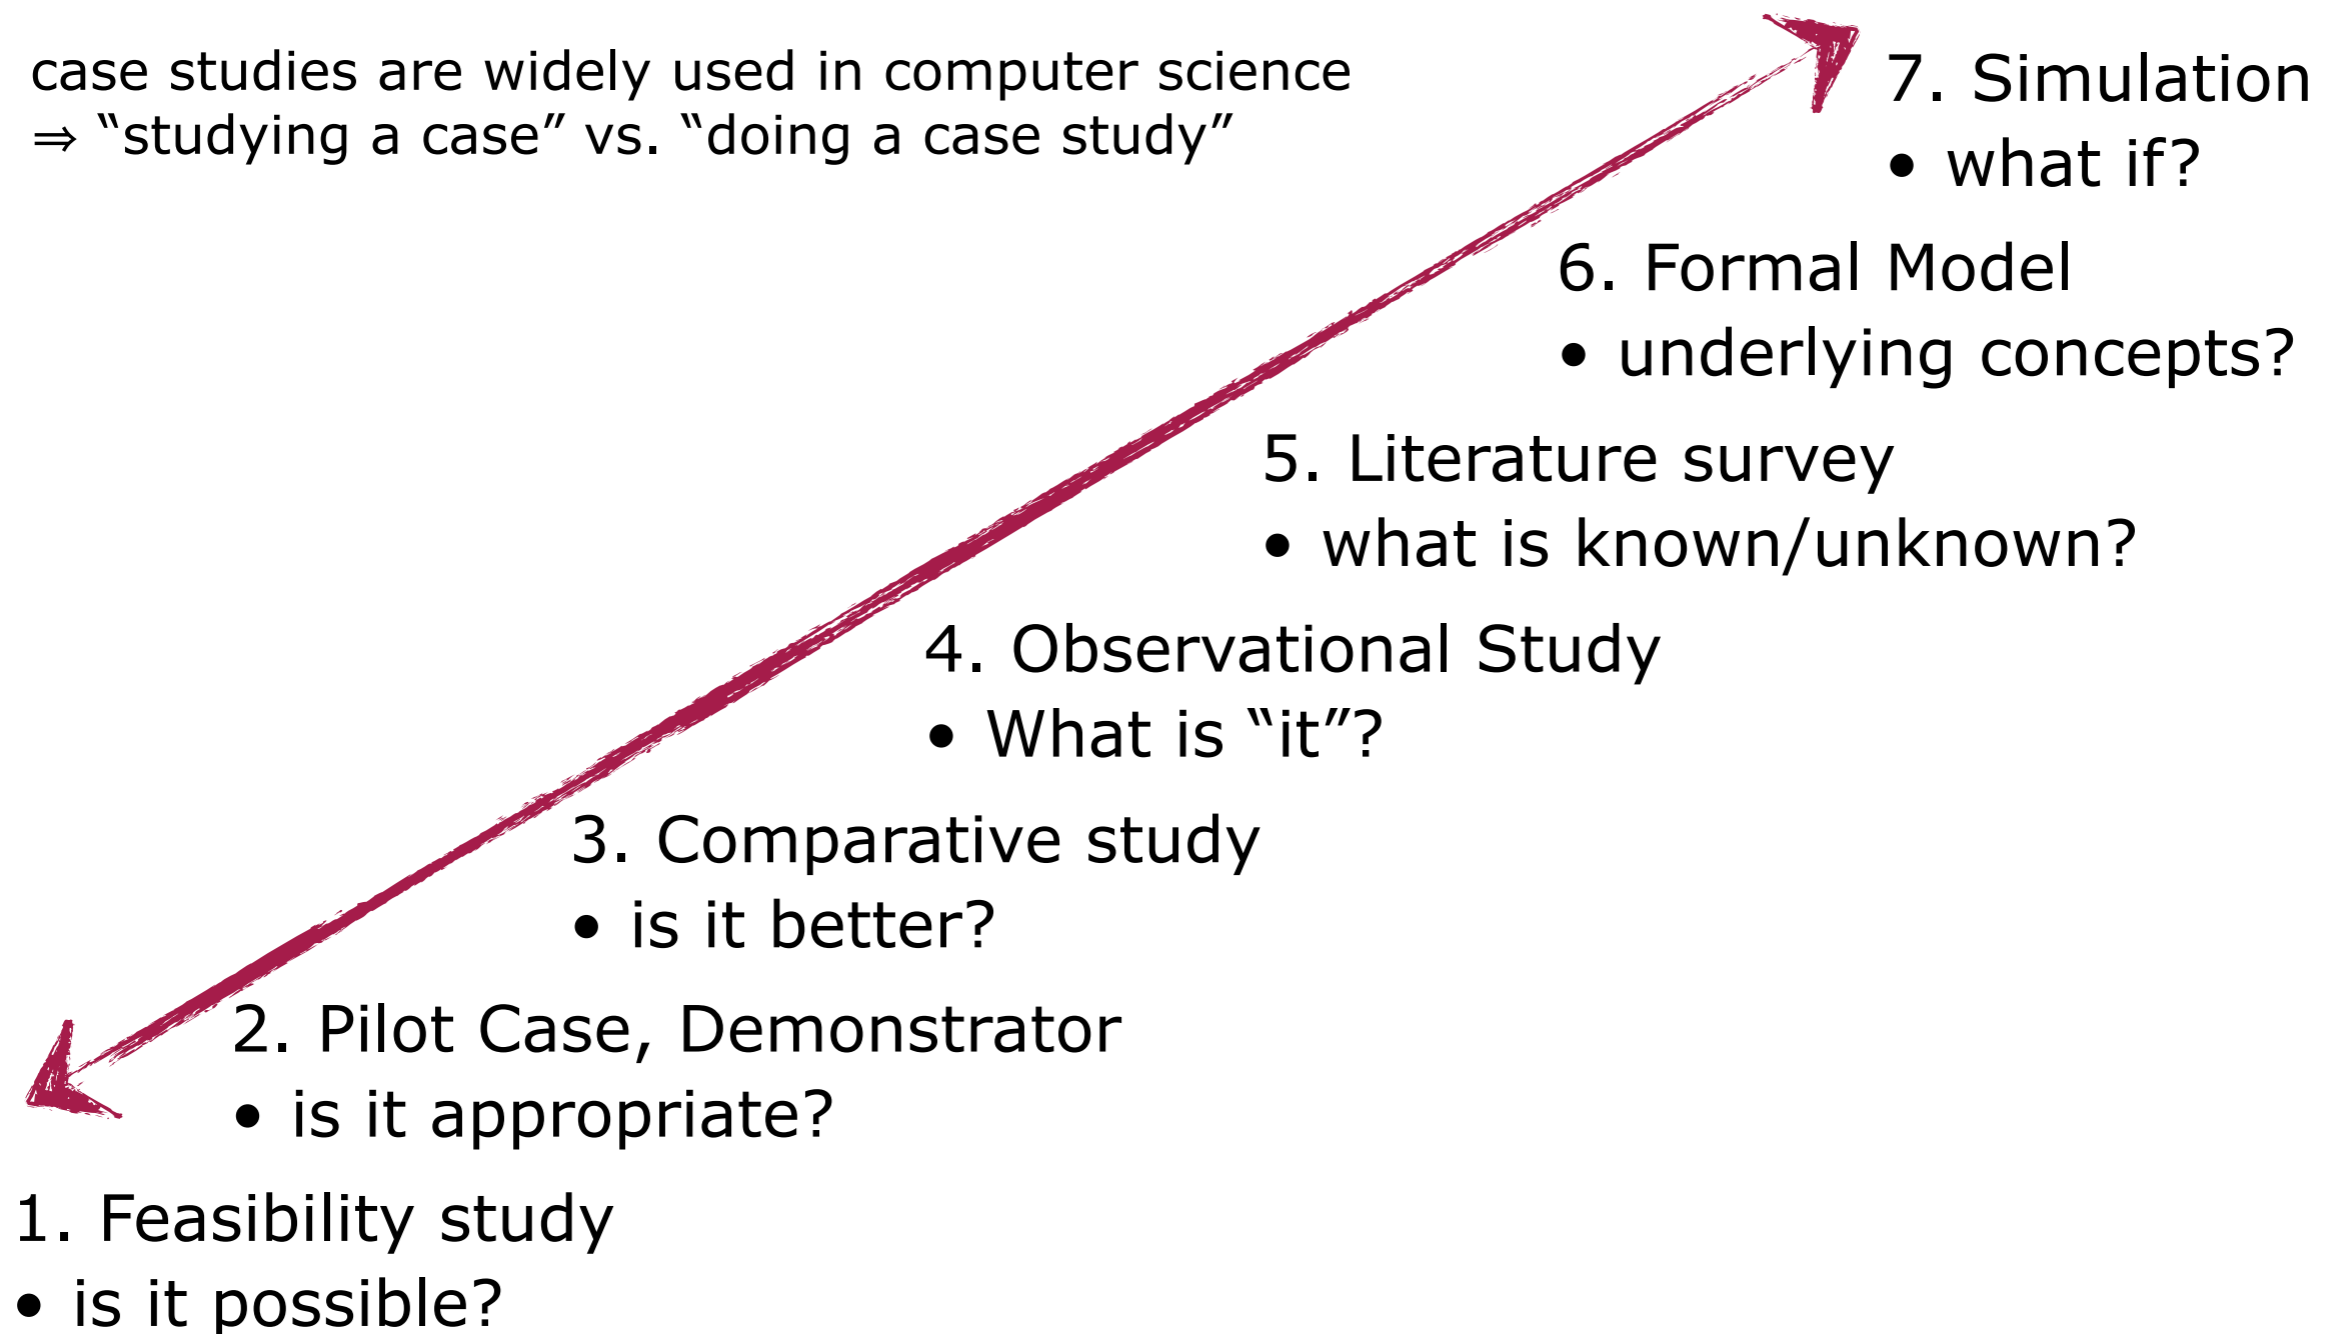 case studies are widely used in computer science
⇒ “studying a case” vs. “doing a case study”
7. Simulation
• what if?
6. Formal Model
• underlying concepts?
5. Literature survey
• what is known/unknown?
4. Observational Study
• What is “it”?
3. Comparative study
• is it better?
2. Pilot Case, Demonstrator
• is it appropriate?
1. Feasibility study
• is it possible?